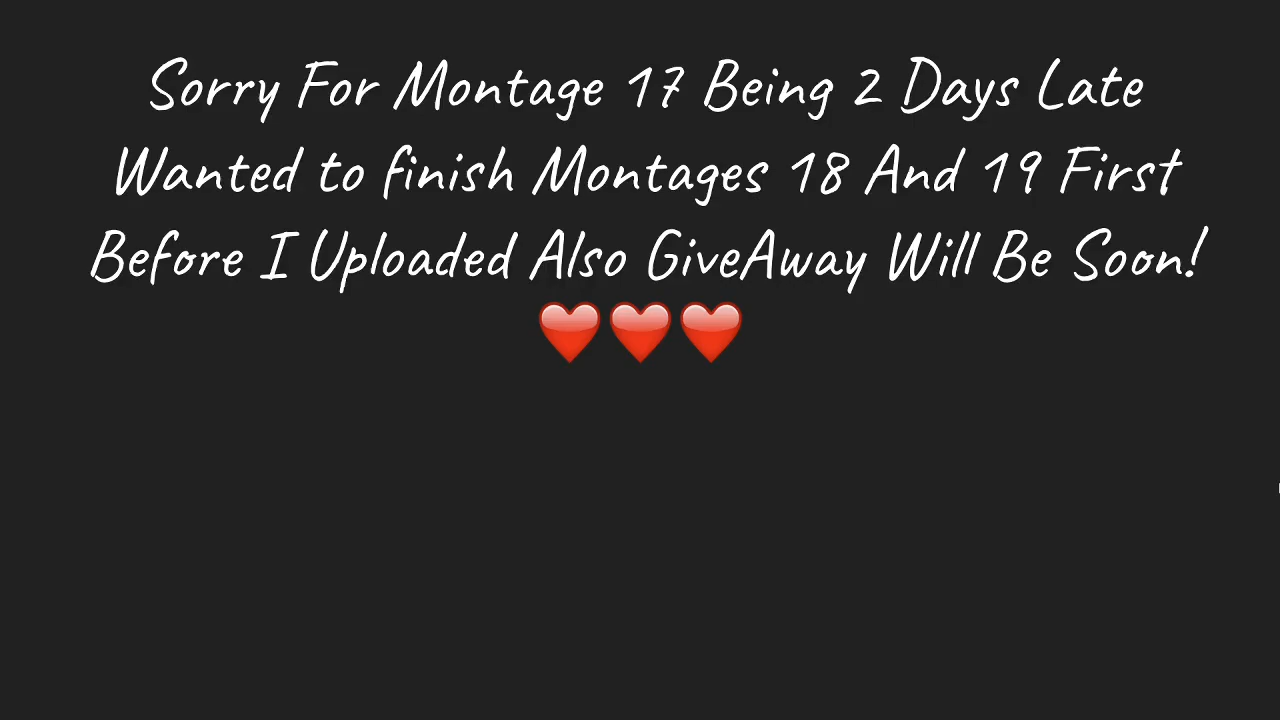 Sorry For Montage 17 Being 2 Days Late
Wanted to finish Montages 18 And 19 First
Before I Uploaded Also GiveAway Will Be Soon!
❤️❤️❤️